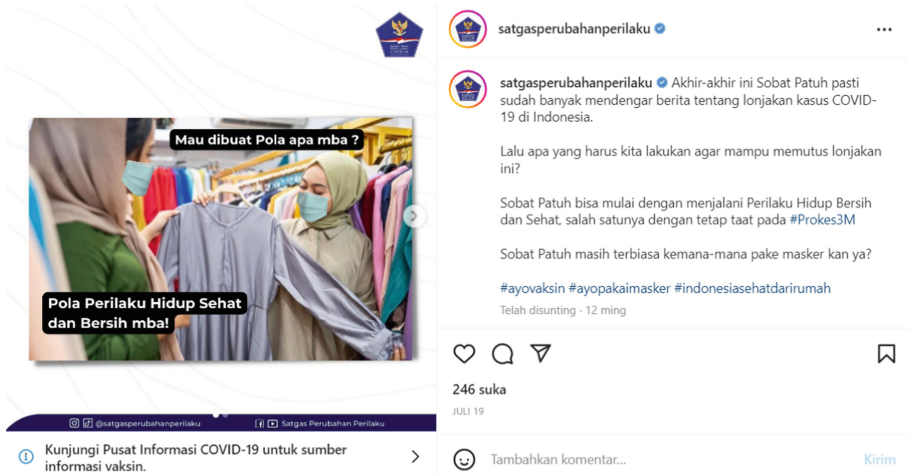 Mau dibuat Pola apa mba ?
Pola Perilaku Hidup Sehat
dan Bersih mba!
@satgasperubahanperilaku
Satgas Perubahan Perilaku
Kunjungi Pusat Informasi COVID-19 untuk sumber
informasi vaksin.
satgasperubahanperilaku
satgasperubahanperilaku Akhir-akhir ini Sobat Patuh pasti
sudah banyak mendengar berita tentang lonjakan kasus COVID-
19 di Indonesia.
Lalu apa yang harus kita lakukan agar mampu memutus lonjakan
ini?
Sobat Patuh bisa mulai dengan menjalani Perilaku Hidup Bersih
dan Sehat, salah satunya dengan tetap taat pada #Prokes3M
Sobat Patuh masih terbiasa kemana-mana pake masker kan ya?
#ayovaksin #ayopakaimasker #indonesiasehatdarirumah
Telah disunting · 12 ming
246 suka
JULI 19
Tambahkan komentar...
Kirim